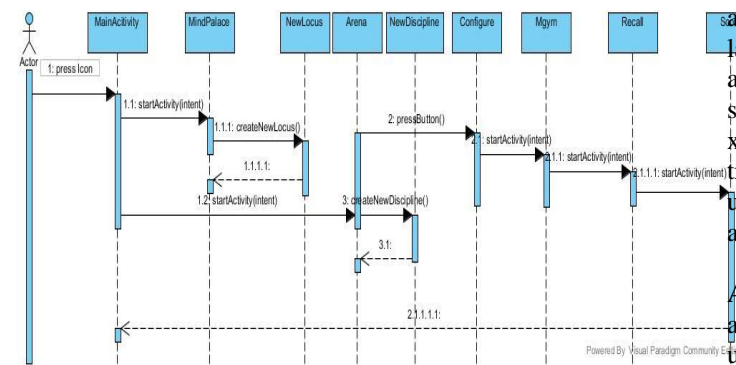 MainAcitivity MindPalace NewLocus Arena NewDiscipline Configure Mgym Recall
Actor
1: press Icon
1.1: startActivity(intent)
1.1.1: createNewLocus()
2: pressButton()
2.1: startActivity(intent)
2.1.1: startActivity(intent)
2.1.1.1: startActivity(intent)
1.1.1.1:
1.2: startActivity(intent)
3: createNewDiscipline()
3.1:
2.1.1.1.1:
Powered By Visual Paradigm Community